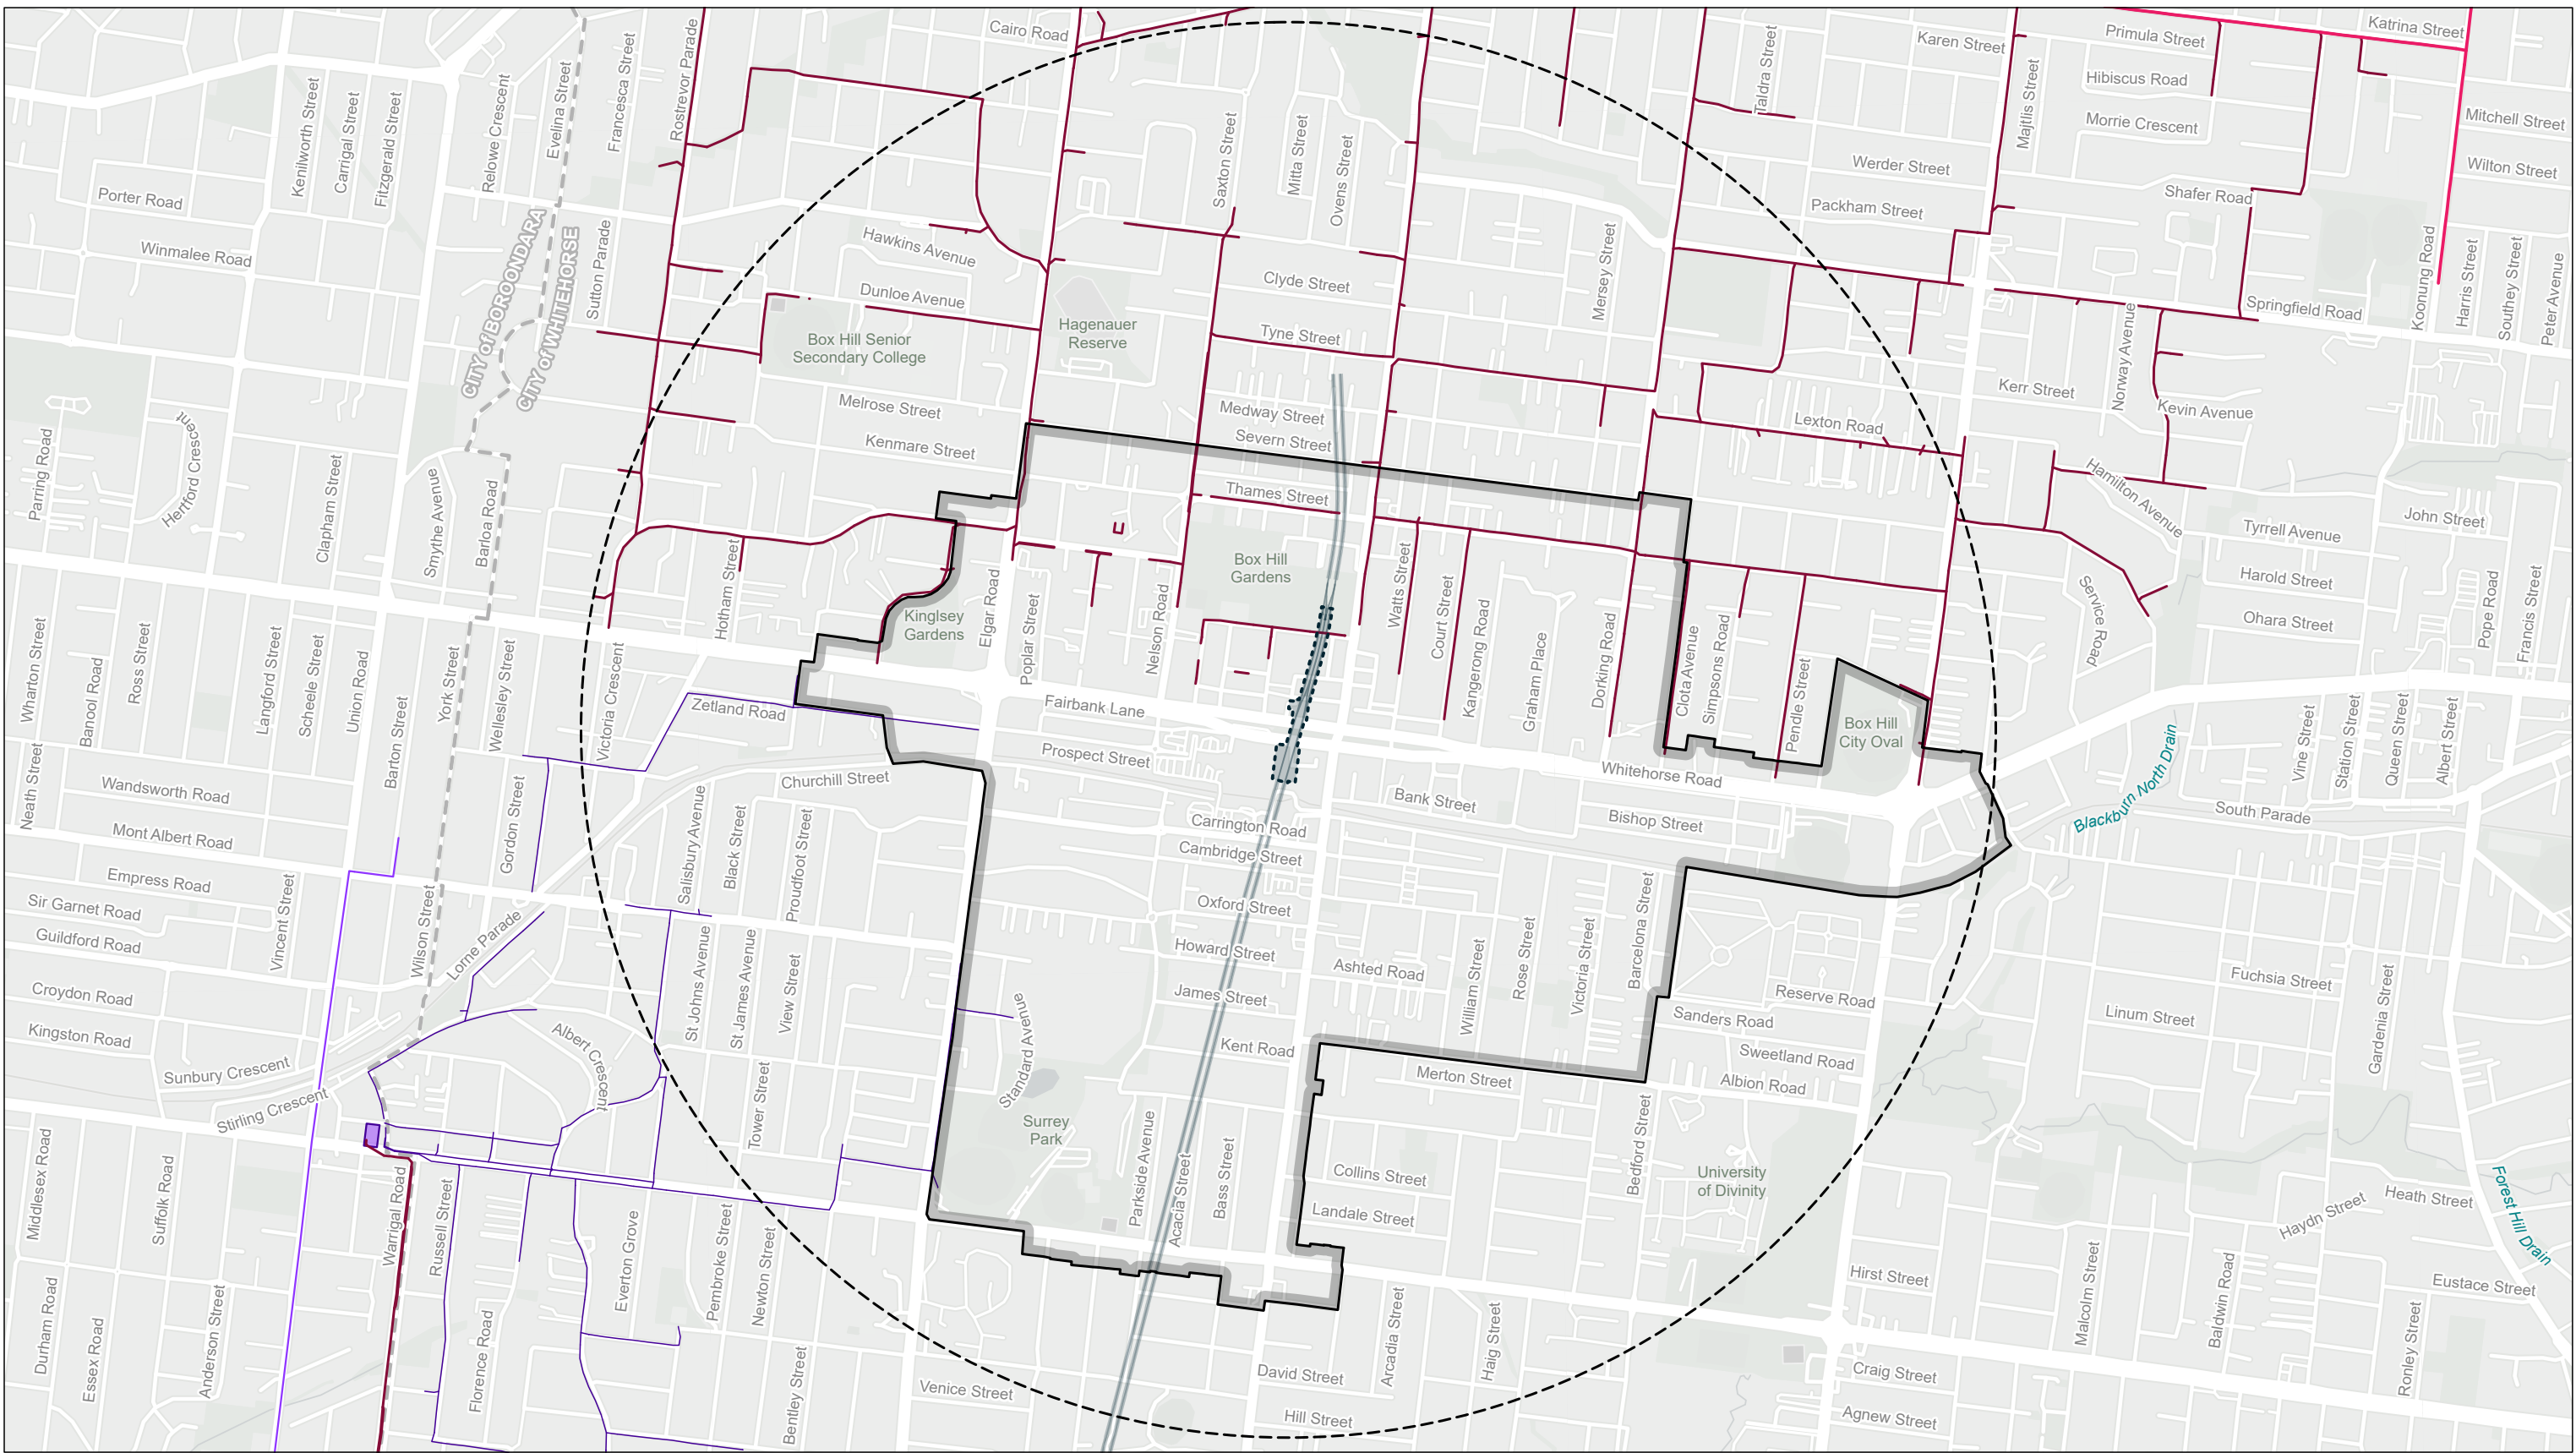 Cairo Road
Katrina Street
Primula Street
Karen Street
Hibiscus Road
Mitchell Street
Morrie Crescent
Wilton Street
Werder Street
Shafer Road
Packham Street
Taldra Street
Majtlis Street
Kenilworth Street
Carrigal Street
Fitzgerald Street
Relowe Crescent
Evelina Street
Francesca Street
Rostrevor Parade
Saxton Street
Mitta Street
Ovens Street
Porter Road
Winmalee Road
CITY of BOROONDARA
CITY of WHITEHORSE
Sutton Parade
Hawkins Avenue
Dunloe Avenue
Clyde Street
Mersey Street
Springfield Road
Koonung Road
Harris Street
Southey Street
Peter Avenue
Norway Avenue
Hagenauer
Reserve
Box Hill Senior
Secondary College
Tyne Street
Kerr Street
Kevin Avenue
Melrose Street
Medway Street
Lexton Road
Kenmare Street
Severn Street
Thames Street
Parring Road
Hertford Crescent
Clapham Street
Smythe Avenue
Barloa Road
Hamilton Avenue
John Street
Tyrrell Avenue
Harold Street
Ohara Street
Service Road
Pope Road
Francis Street
Box Hill
Gardens
Hotham Street
Kinglsey
Gardens
Elgar Road
Poplar Street
Nelson Road
Watts Street
Court Street
Kangerong Road
Graham Place
Dorking Road
Clota Avenue
Simpsons Road
Pendle Street
Box Hill
City Oval
Wharton Street
Banool Road
Ross Street
Langford Street
Scheele Street
Union Road
Barton Street
York Street
Wellesley Street
Victoria Crescent
Zetland Road
Fairbank Lane
Prospect Street
Churchill Street
Whitehorse Road
Bank Street
Bishop Street
Carrington Road
Cambridge Street
Blackburn North Drain
Vine Street
Station Street
Queen Street
Albert Street
South Parade
Neath Street
Wandsworth Road
Mont Albert Road
Empress Road
Sir Garnet Road
Guildford Road
Vincent Street
Wilson Street
Gordon Street
Lorne Parade
Salisbury Avenue
Black Street
Proudfoot Street
Oxford Street
Howard Street
Ashted Road
James Street
Kent Road
William Street
Rose Street
Victoria Street
Barcelona Street
Reserve Road
Sanders Road
Sweetland Road
Albion Road
Fuchsia Street
Linum Street
Gardenia Street
Croydon Road
Kingston Road
Sunbury Crescent
Stirling Crescent
Albert Crescent
St Johns Avenue
St James Avenue
View Street
Tower Street
Standard Avenue
Surrey
Park
Merton Street
Bedford Street
Collins Street
Landale Street
University
of Divinity
Parkside Avenue
Acacia Street
Bass Street
Middlesex Road
Suffolk Road
Warrigal Road
Russell Street
Everton Grove
Pembroke Street
Newton Street
Durham Road
Essex Road
Anderson Street
Florence Road
Bentley Street
Venice Street
David Street
Hill Street
Arcadia Street
Haig Street
Hirst Street
Craig Street
Agnew Street
Malcolm Street
Baldwin Road
Haydn Street
Heath Street
Forest Hill Drain
Eustace Street
Ronley Street